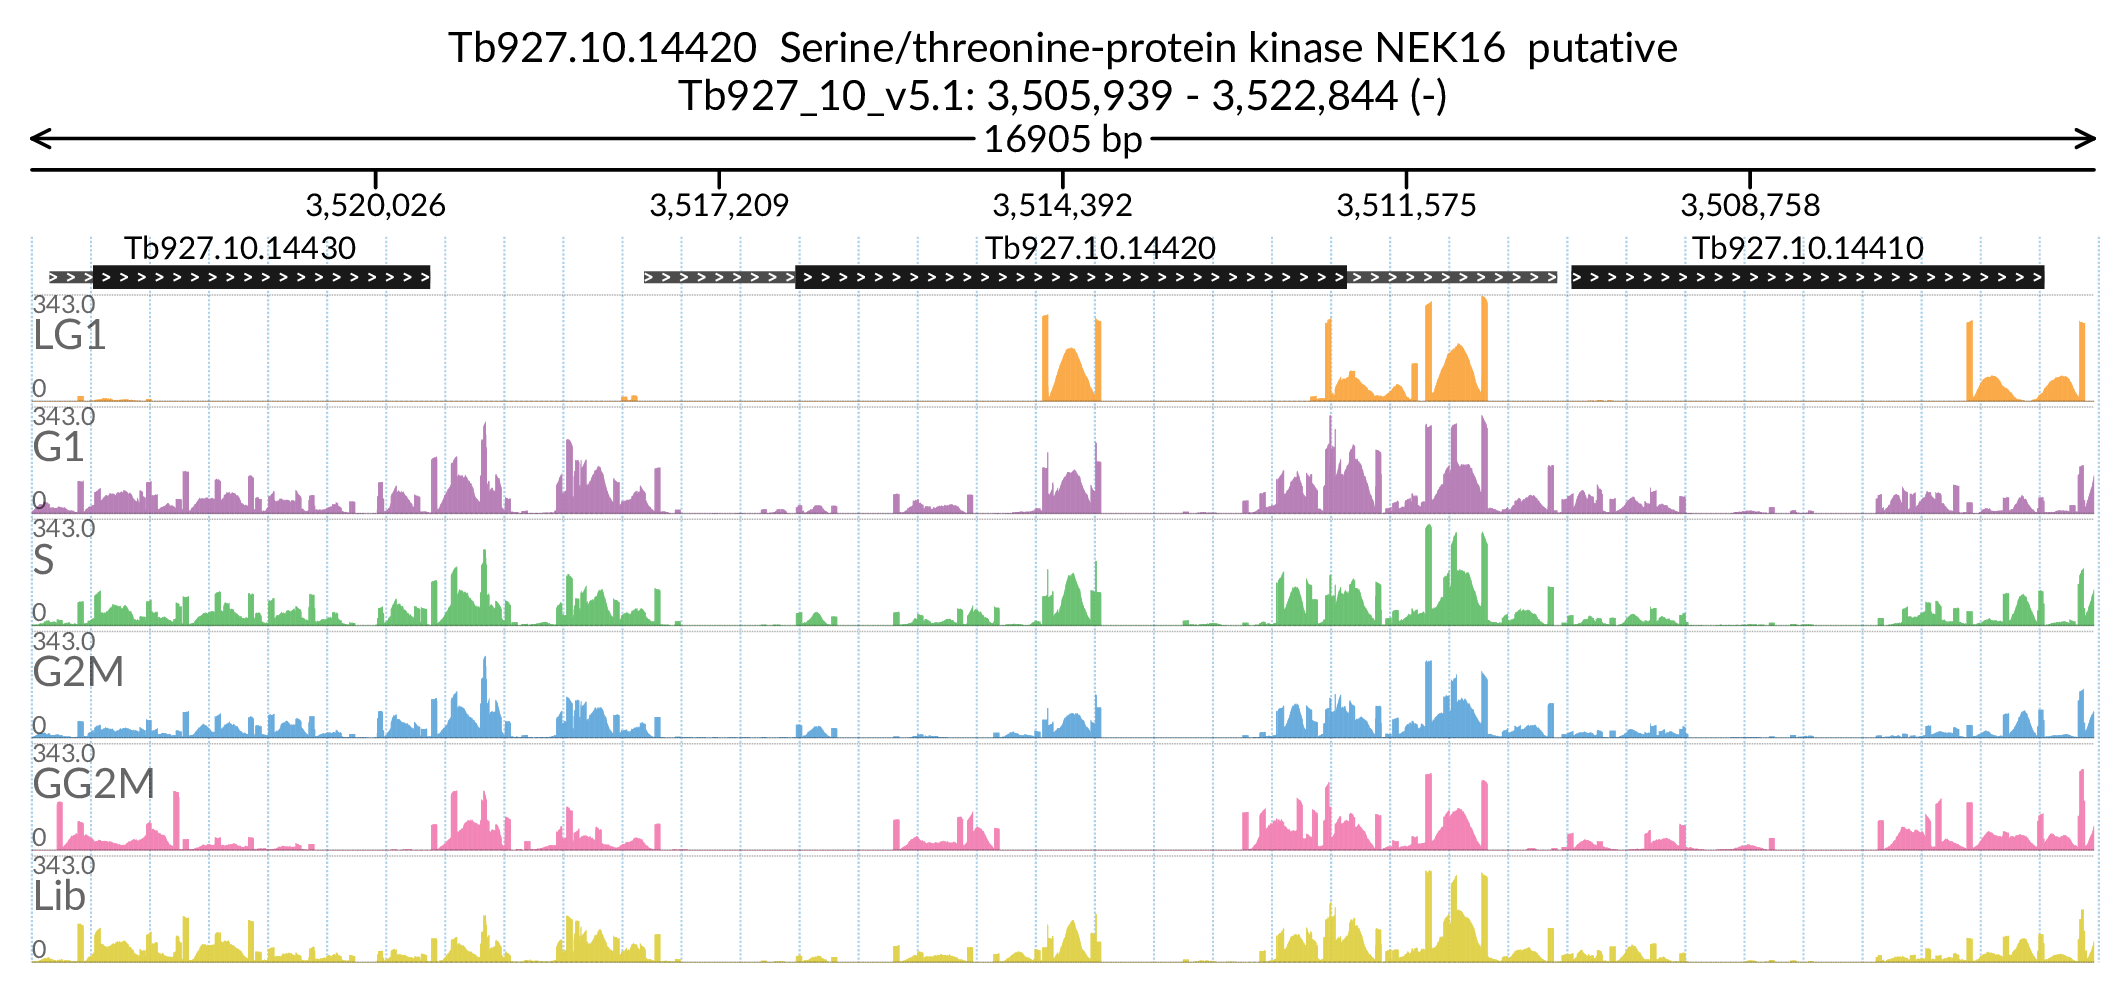 Tb927.10.14420 Serine/threonine-protein kinase NEK16 putative
Tb927_10_v5.1: 3,505,939 - 3,522,844 (-)
16905 bp
3,520,026 3,517,209 3,514,392 3,511,575 3,508,758
Tb927.10.14430 Tb927.10.14420 Tb927.10.14410
343.0
LG1
0
343.0
G1
0
343.0
S
0
343.0
G2M
0
343.0
GG2M
0
343.0
Lib
0